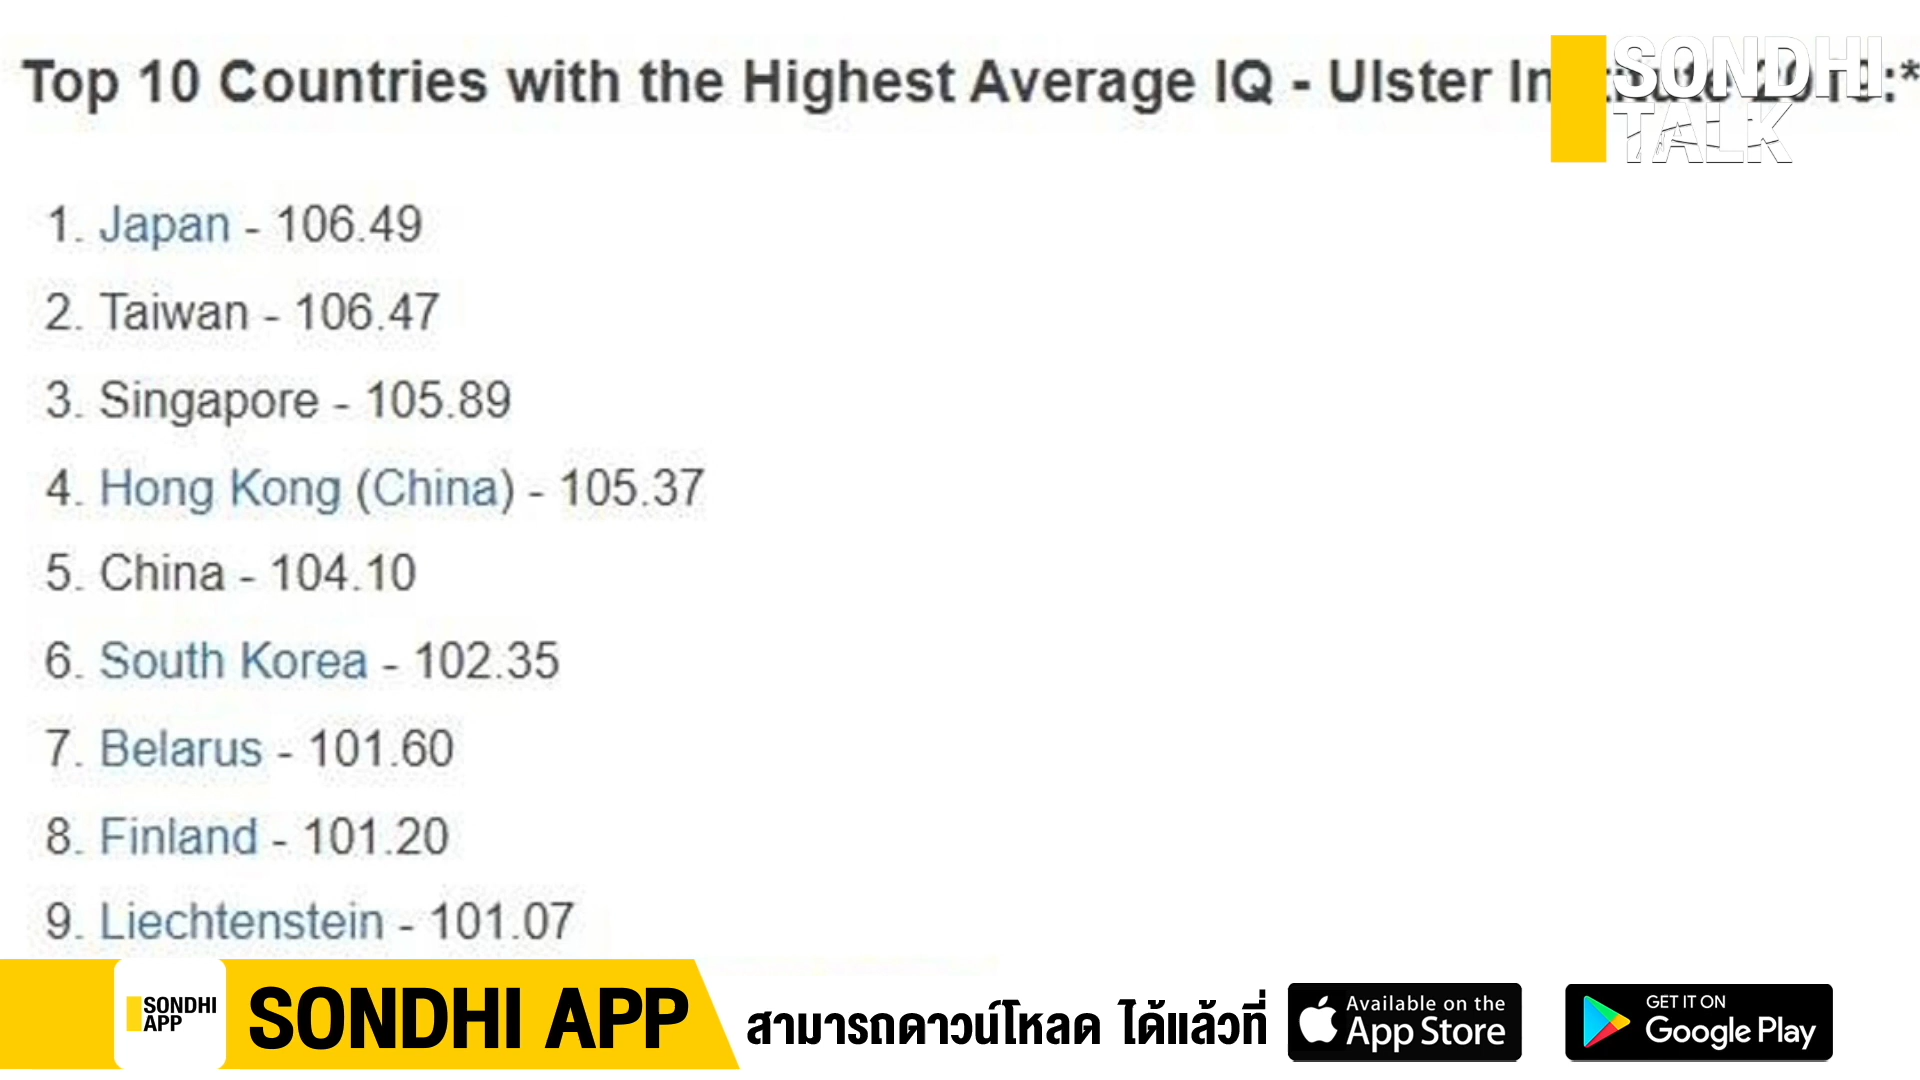 Top 10 Countries with the Highest Average IQ - Ulster
SONDHI
TALK
1. Japan - 106.49
2. Taiwan - 106.47
3. Singapore - 105.89
4. Hong Kong (China) - 105.37
5. China - 104.10
6. South Korea - 102.35
7. Belarus - 101.60
8. Finland - 101.20
9. Liechtenstein - 101.07
SONDHI
APP
SONDHI APP
สามารถดาวน์โหลด ได้แล้วที่
Available on the
App Store
GET IT ON
Google Play